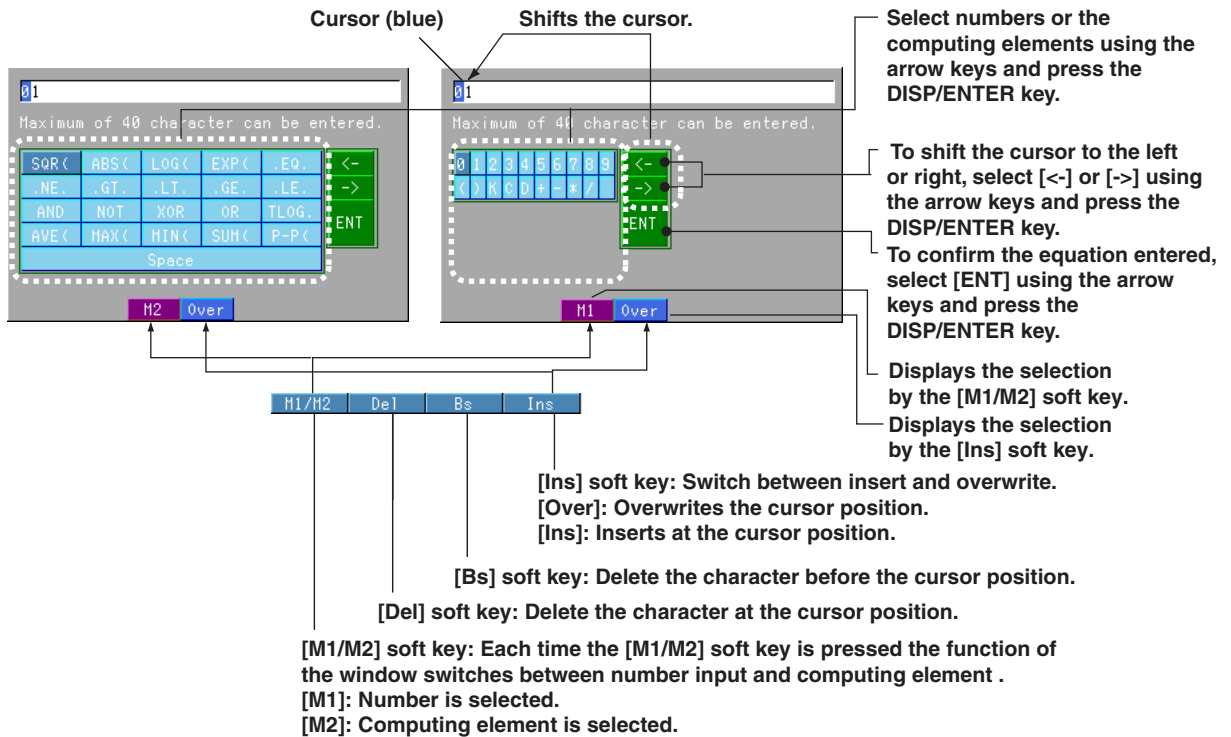 Cursor (blue)
Shifts the cursor.
Select numbers or the
computing elements using the
arrow keys and press the
DISP/ENTER key.
01
Maximum of 40 character can be entered.
SQR( ABS( LOG( EXP( .EQ. <-
.NE. .GT. .LT. .GE. .LE. ->
AND NOT XOR OR TLOG. ENT
AVE( MAX( MIN( SUM( P-P(
Space
M2 Over
01
Maximum of 40 character can be entered.
0 1 2 3 4 5 6 7 8 9 <-
( ) K C D + - * / ->
ENT
M1 Over
To shift the cursor to the left
or right, select [<-] or [->] using
the arrow keys and press the
DISP/ENTER key.
To confirm the equation entered,
select [ENT] using the arrow
keys and press the
DISP/ENTER key.
Displays the selection
by the [M1/M2] soft key.
Displays the selection
by the [Ins] soft key.
M1/M2 Del Bs Ins
[Ins] soft key: Switch between insert and overwrite.
[Over]: Overwrites the cursor position.
[Ins]: Inserts at the cursor position.
[Bs] soft key: Delete the character before the cursor position.
[Del] soft key: Delete the character at the cursor position.
[M1/M2] soft key: Each time the [M1/M2] soft key is pressed the function of
the window switches between number input and computing element .
[M1]: Number is selected.
[M2]: Computing element is selected.